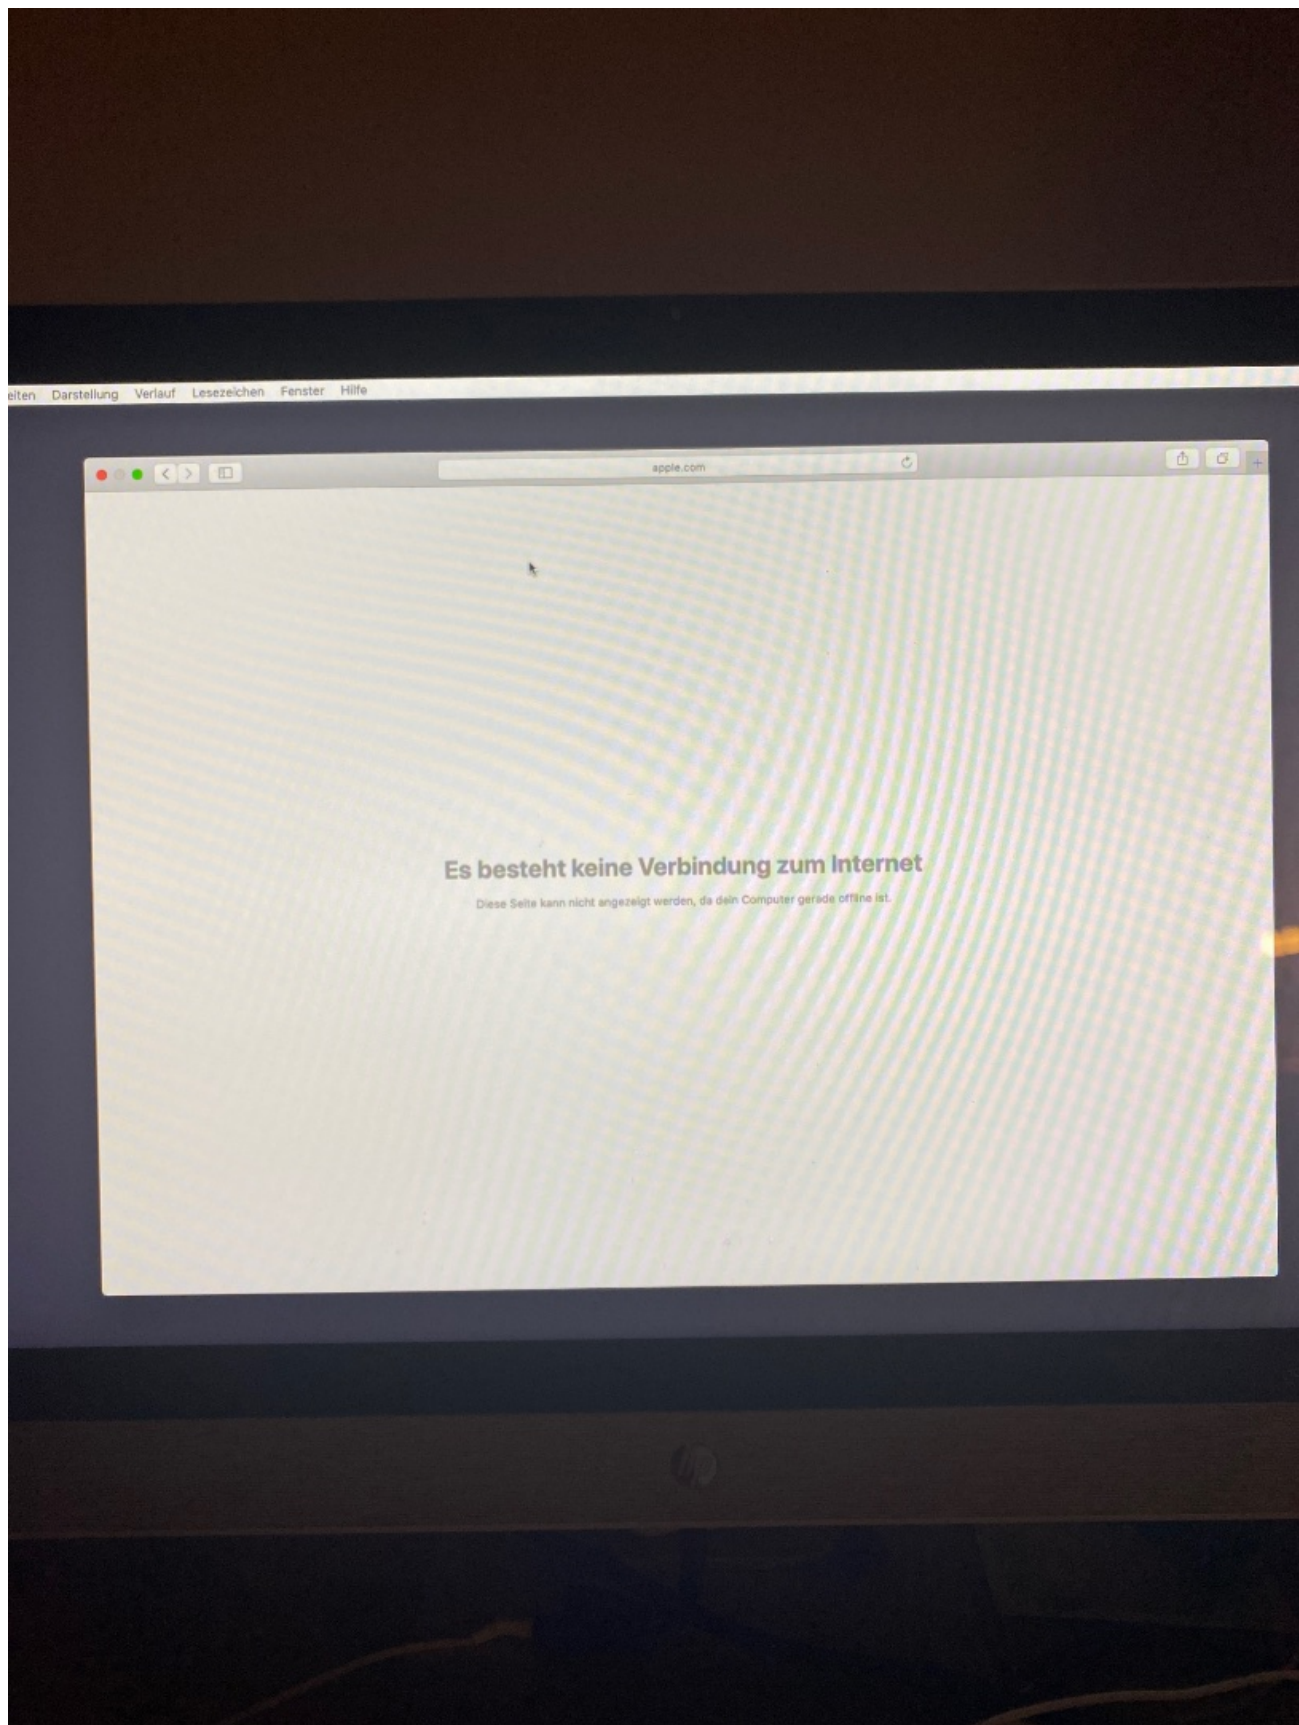 eiten Darstellung Verlauf Lesezeichen Fenster Hilfe
apple.com
Es besteht keine Verbindung zum Internet
Diese Seite kann nicht angezeigt werden, da dein Computer gerade offline ist.
hp